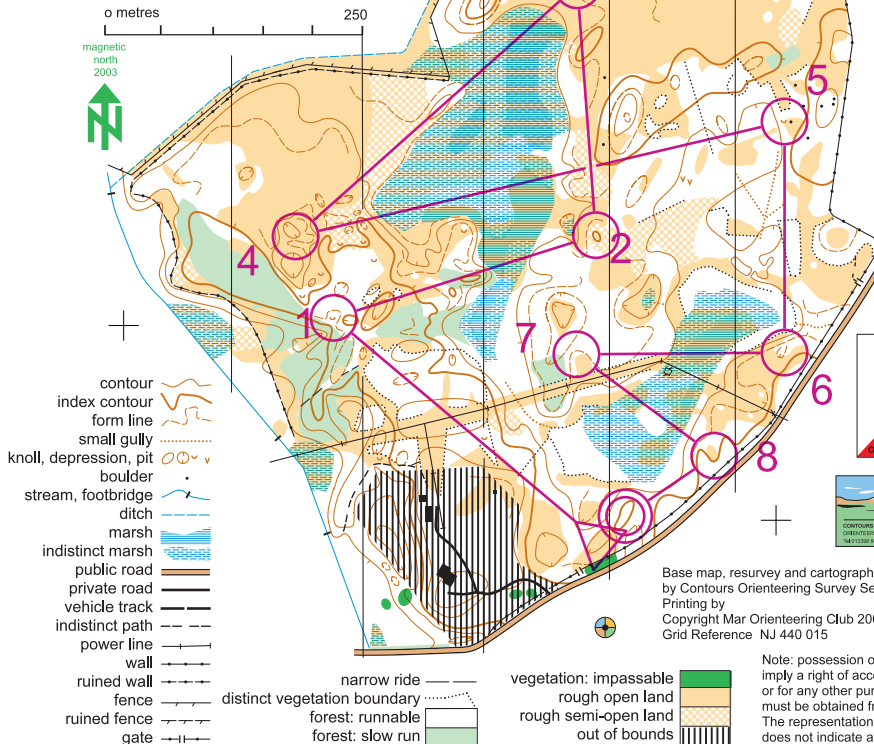 o metres 250
magnetic
north
2003
5
4
2
1
7
6
8
contour
index contour
form line
small gully
knoll, depression, pit
boulder
stream, footbridge
ditch
marsh
indistinct marsh
public road
private road
vehicle track
indistinct path
power line
wall
ruined wall
fence
ruined fence
gate
narrow ride
distinct vegetation boundary
forest: runnable
forest: slow run
vegetation: impassable
rough open land
rough semi-open land
out of bounds
CONTOURS
ORIENTEER
Base map, resurvey and cartograph
by Contours Orienteering Survey Se
Printing by
Copyright Mar Orienteering Club 200
Grid Reference NJ 440 015
Note: possession o
imply a right of acc
or for any other pur
must be obtained fr
The representation
does not indicate a